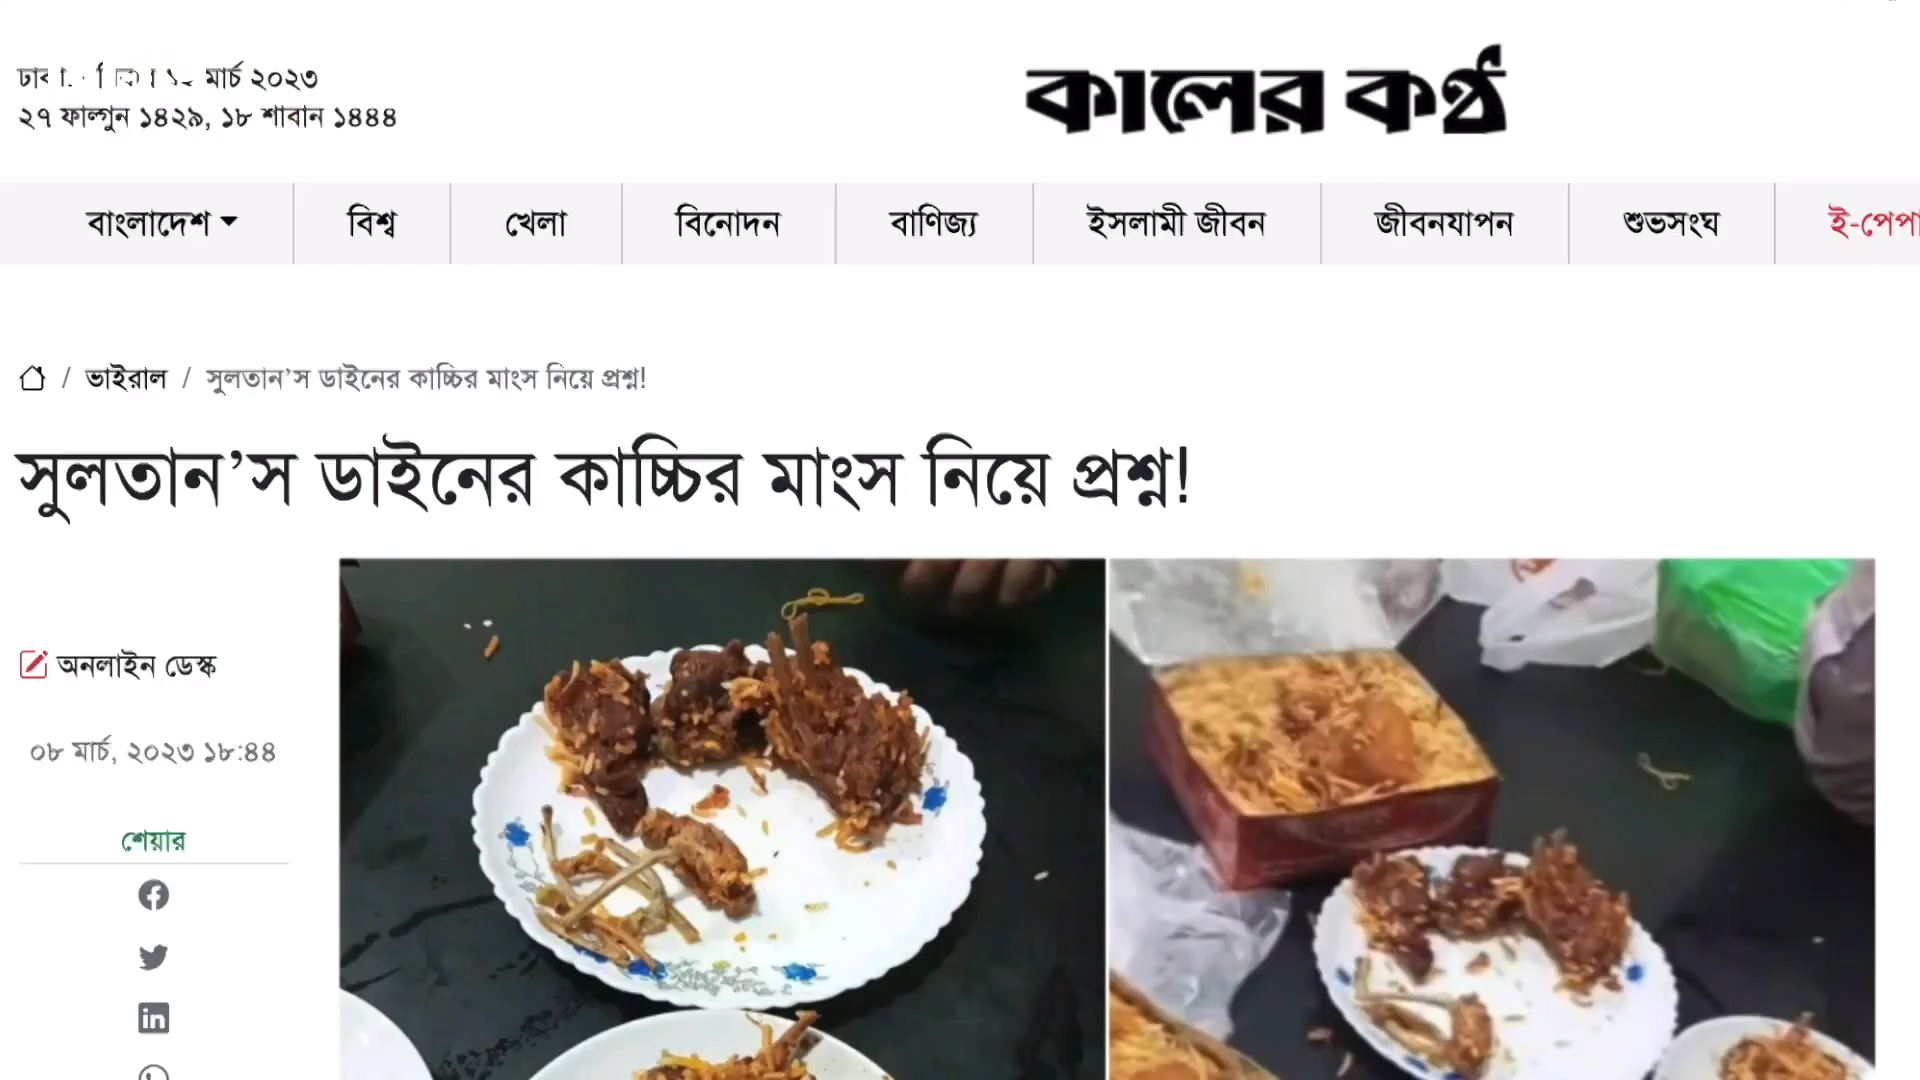 মার্চ ২০২৩
২৭ ফাল্গুন ১৪২৯, ১৮ শাবান ১৪৪৪
কালের কণ্ঠ
বাংলাদেশ
বিশ্ব
খেলা
বিনোদন
বাণিজ্য
ইসলামী জীবন
জীবনযাপন
শুভসংঘ
/ ভাইরাল / সুলতান’স ডাইনের কাচ্চির মাংস নিয়ে প্রশ্ন!
সুলতান’স ডাইনের কাচ্চির মাংস নিয়ে প্রশ্ন!
অনলাইন ডেস্ক
০৮ মার্চ, ২০২৩ ১৮:৪৪
শেয়ার